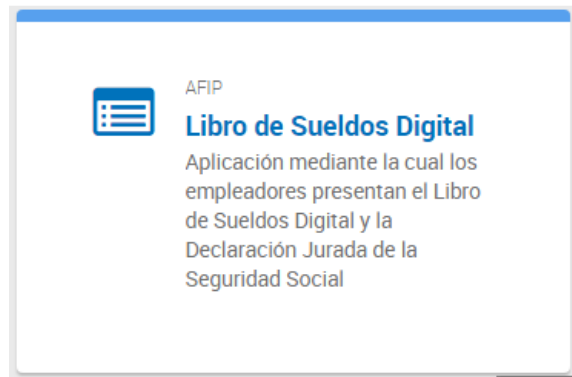 AFIP
Libro de Sueldos Digital
Aplicación mediante la cual los
empleadores presentan el Libro
de Sueldos Digital y la
Declaración Jurada de la
Seguridad Social